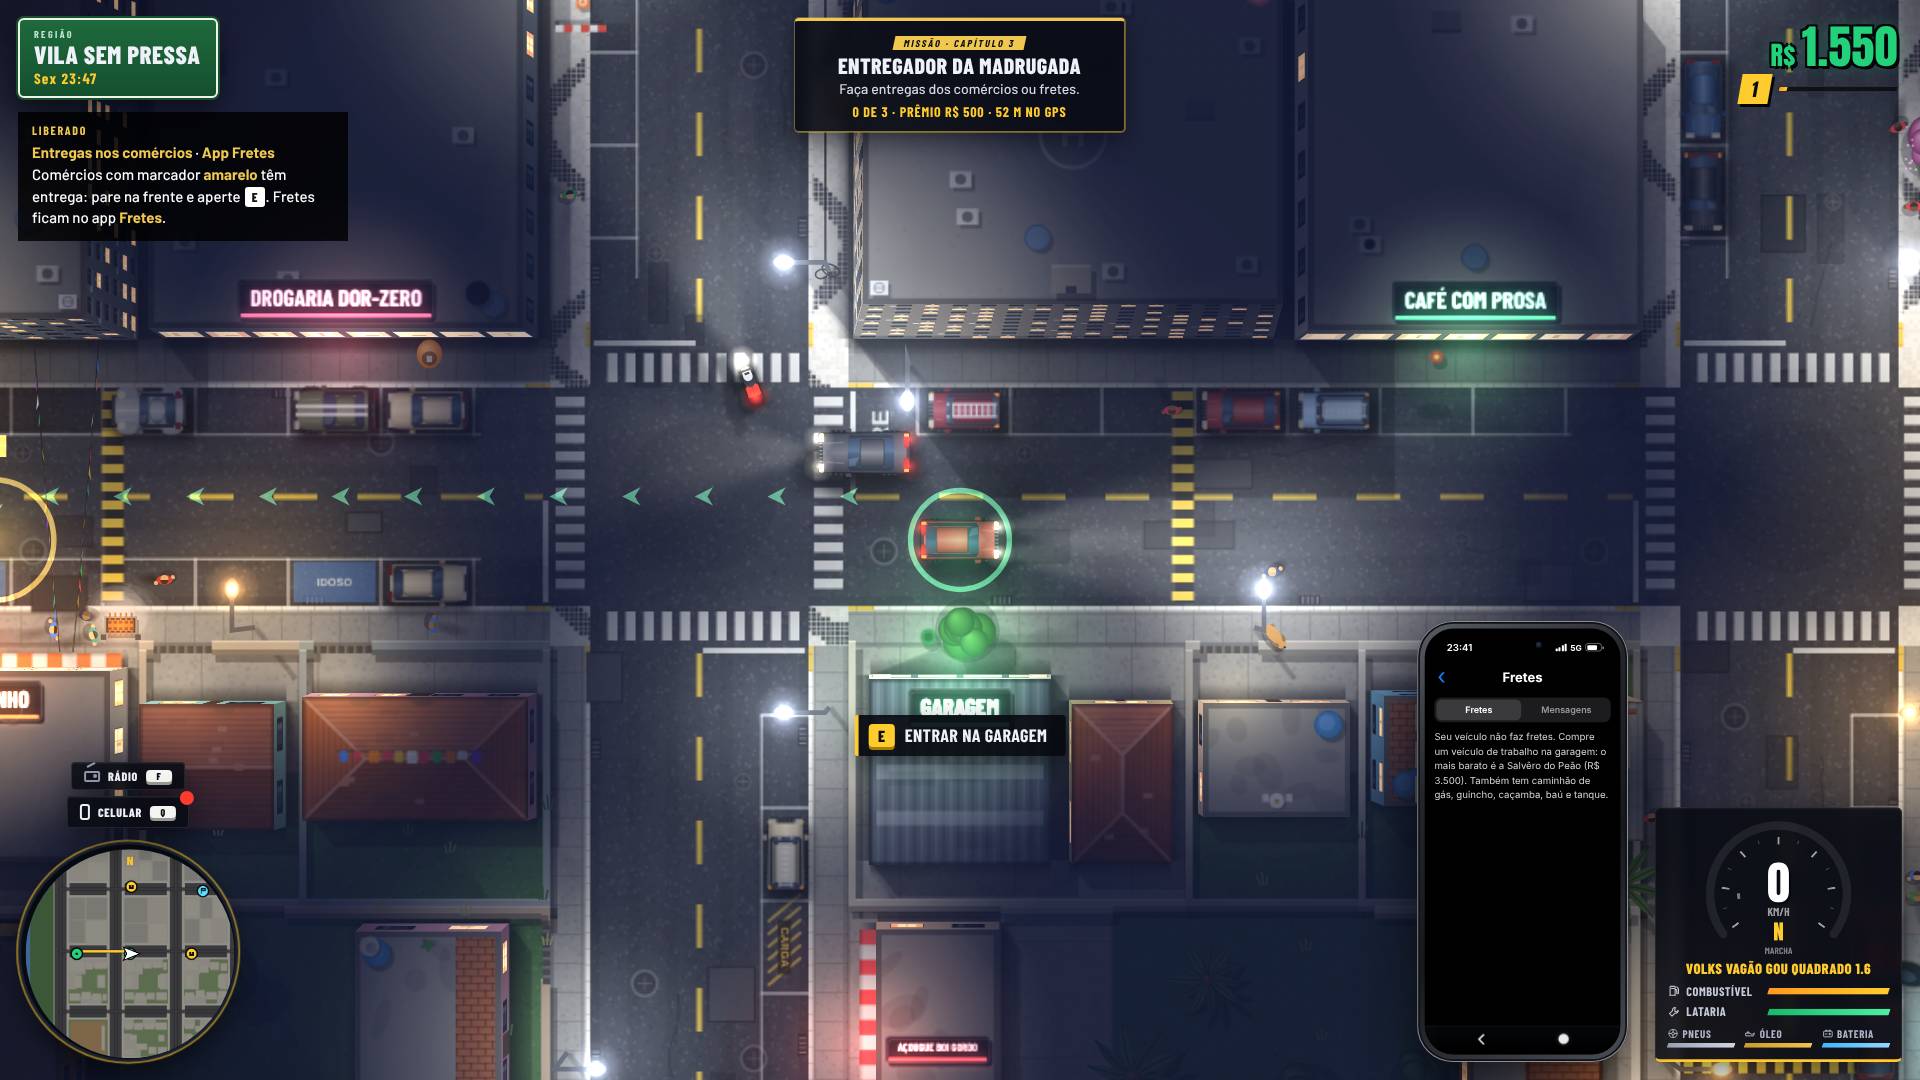 REGIÃO
VILA SEM PRESSA
Sex 23:47
LIBERADO
Entregas nos comércios · App Fretes
Comércios com marcador amarelo têm
entrega: pare na frente e aperte E. Fretes
ficam no app Fretes.
MISSÃO · CAPÍTULO 3
ENTREGADOR DA MADRUGADA
Faça entregas dos comércios ou fretes.
0 DE 3 · PRÊMIO R$ 500 · 52 M NO GPS
R$ 1.550
1
DROGARIA DOR-ZERO
CAFÉ COM PROSA
IDOSO
NHO
GARAGEM
E ENTRAR NA GARAGEM
CARGA
AÇOUGUE BOI GORDO
RÁDIO F
CELULAR Q
N
23:41
5G
Fretes
Fretes Mensagens
Seu veículo não faz fretes. Compre
um veículo de trabalho na garagem: o
mais barato é a Salvêro do Peão (R$
3.500). Também tem caminhão de
gás, guincho, caçamba, baú e tanque.
0
KM/H
N
MARCHA
VOLKS VAGÃO GOU QUADRADO 1.6
COMBUSTÍVEL
LATARIA
PNEUS ÓLEO BATERIA